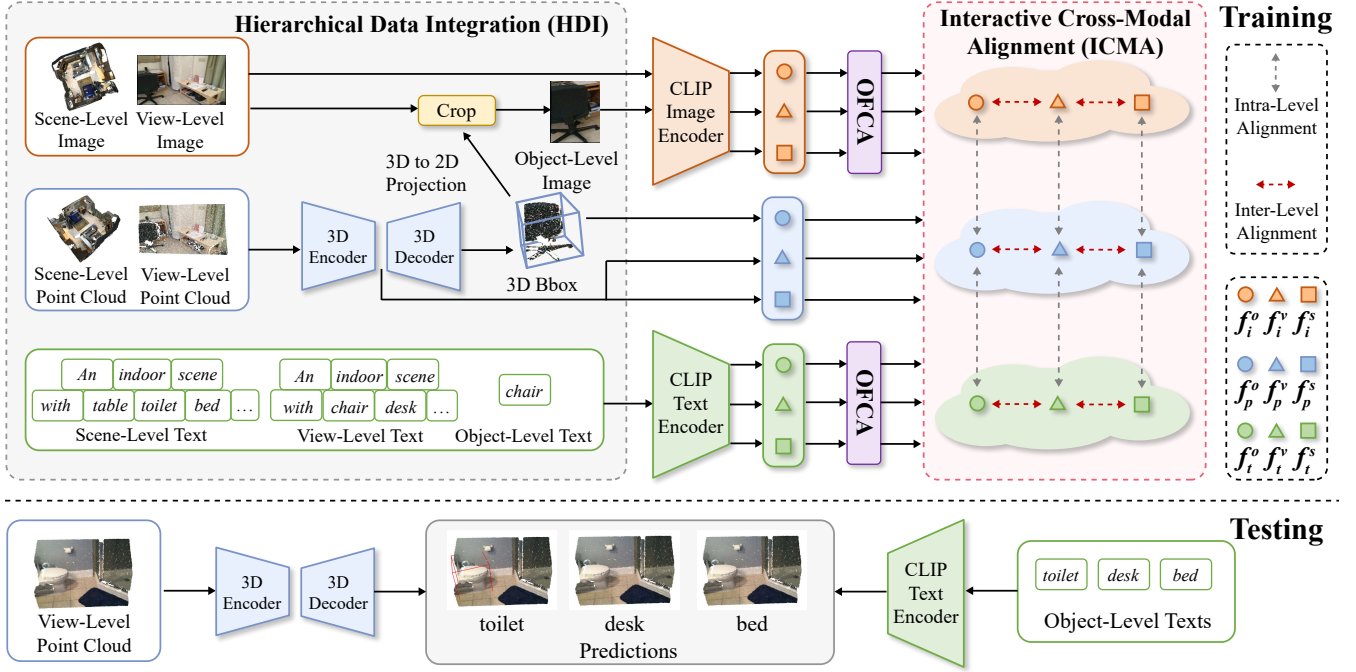 Hierarchical Data Integration (HDI)
Scene-Level
Image
View-Level
Image
Crop
Object-Level
Image
3D to 2D
Projection
Scene-Level
Point Cloud
View-Level
Point Cloud
3D
Encoder
3D
Decoder
3D Bbox
An indoor scene
with table toilet bed ...
Scene-Level Text
An indoor scene
with chair desk ...
View-Level Text
chair
Object-Level Text
CLIP
Image
Encoder
OFCA
CLIP
Text
Encoder
OFCA
Interactive Cross-Modal
Alignment (ICMA)
Training
Intra-Level
Alignment
Inter-Level
Alignment
f_i^o f_i^v f_i^s
f_p^o f_p^v f_p^s
f_t^o f_t^v f_t^s
Testing
View-Level
Point Cloud
3D
Encoder
3D
Decoder
toilet desk bed
Predictions
CLIP
Text
Encoder
toilet desk bed
Object-Level Texts